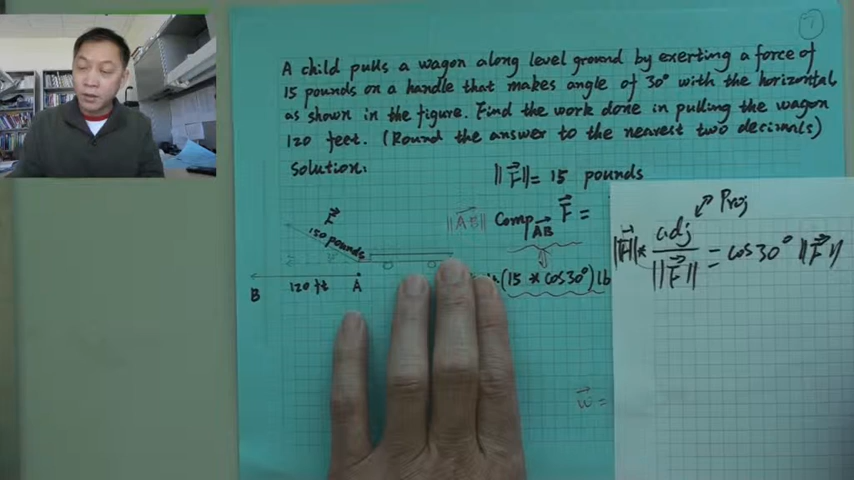 A child pulls a wagon along level ground by exerting a force of
15 pounds on a handle that makes angle of 30° with the horizontal
as shown in the figure. Find the work done in pulling the wagon
120 feet. (Round the answer to the nearest two decimals)
Solution:
||F⃗|| = 15 pounds
||AB⃗|| Comp_AB⃗ F⃗ =
(15 * cos30°) lb
F⃗
150 pounds
B 120 ft A
w⃗ =
Proj
||F⃗|| * adj / ||F⃗|| = cos30° ||F⃗||